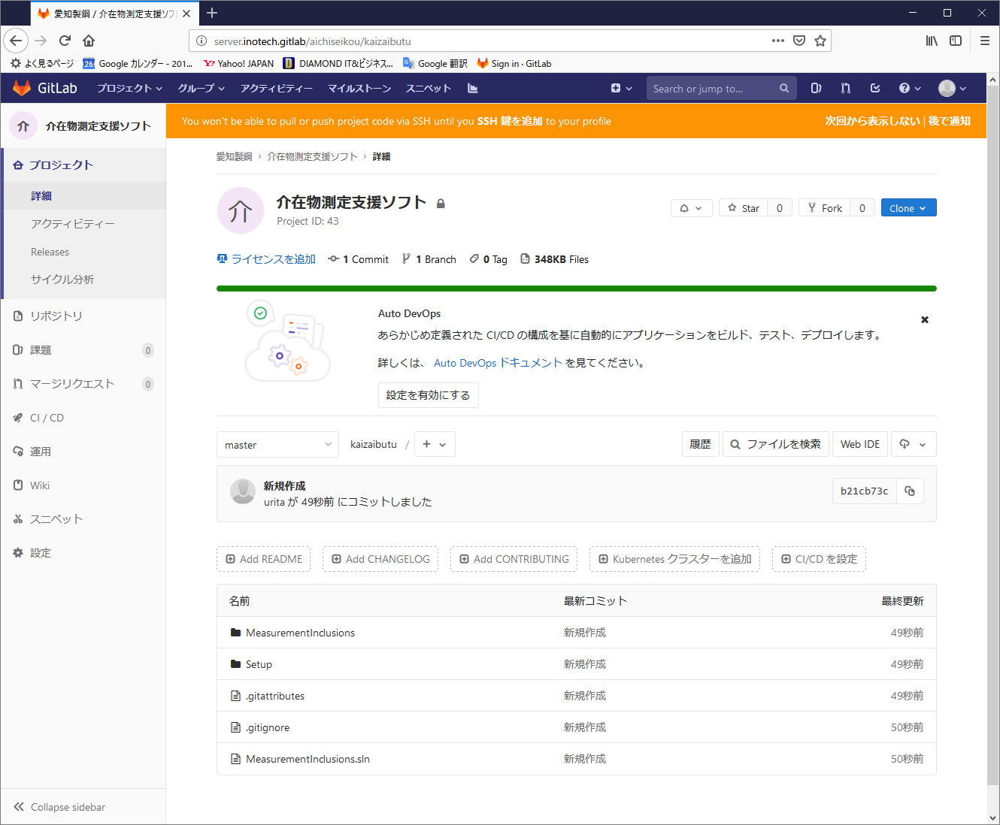 愛知製鋼 / 介在物測定支援ソフ
server.inotech.gitlab/aichiseikou/kaizaibutu
よく見るページ
26 Google カレンダー - 201...
Yahoo! JAPAN
DIAMOND IT&ビジネス...
Google 翻訳
Sign in · GitLab
GitLab
プロジェクト
グループ
アクティビティー
マイルストーン
スニペット
Search or jump to...
介 介在物測定支援ソフト
プロジェクト
詳細
アクティビティー
Releases
サイクル分析
リポジトリ
課題 0
マージリクエスト 0
CI / CD
運用
Wiki
スニペット
設定
Collapse sidebar
You won't be able to pull or push project code via SSH until you SSH 鍵を追加 to your profile
次回から表示しない | 後で通知
愛知製鋼 › 介在物測定支援ソフト › 詳細
介
介在物測定支援ソフト
Project ID: 43
Star 0
Fork 0
Clone
ライセンスを追加
1 Commit
1 Branch
0 Tag
348KB Files
Auto DevOps
あらかじめ定義された CI/CD の構成を基に自動的にアプリケーションをビルド、テスト、デプロイします。
詳しくは、 Auto DevOps ドキュメント を見てください。
設定を有効にする
master
kaizaibutu /
履歴
ファイルを検索
Web IDE
新規作成
urita が 49秒前 にコミットしました
b21cb73c
Add README
Add CHANGELOG
Add CONTRIBUTING
Kubernetes クラスターを追加
CI/CD を設定
名前 最新コミット 最終更新
MeasurementInclusions 新規作成 49秒前
Setup 新規作成 49秒前
.gitattributes 新規作成 49秒前
.gitignore 新規作成 50秒前
MeasurementInclusions.sln 新規作成 50秒前